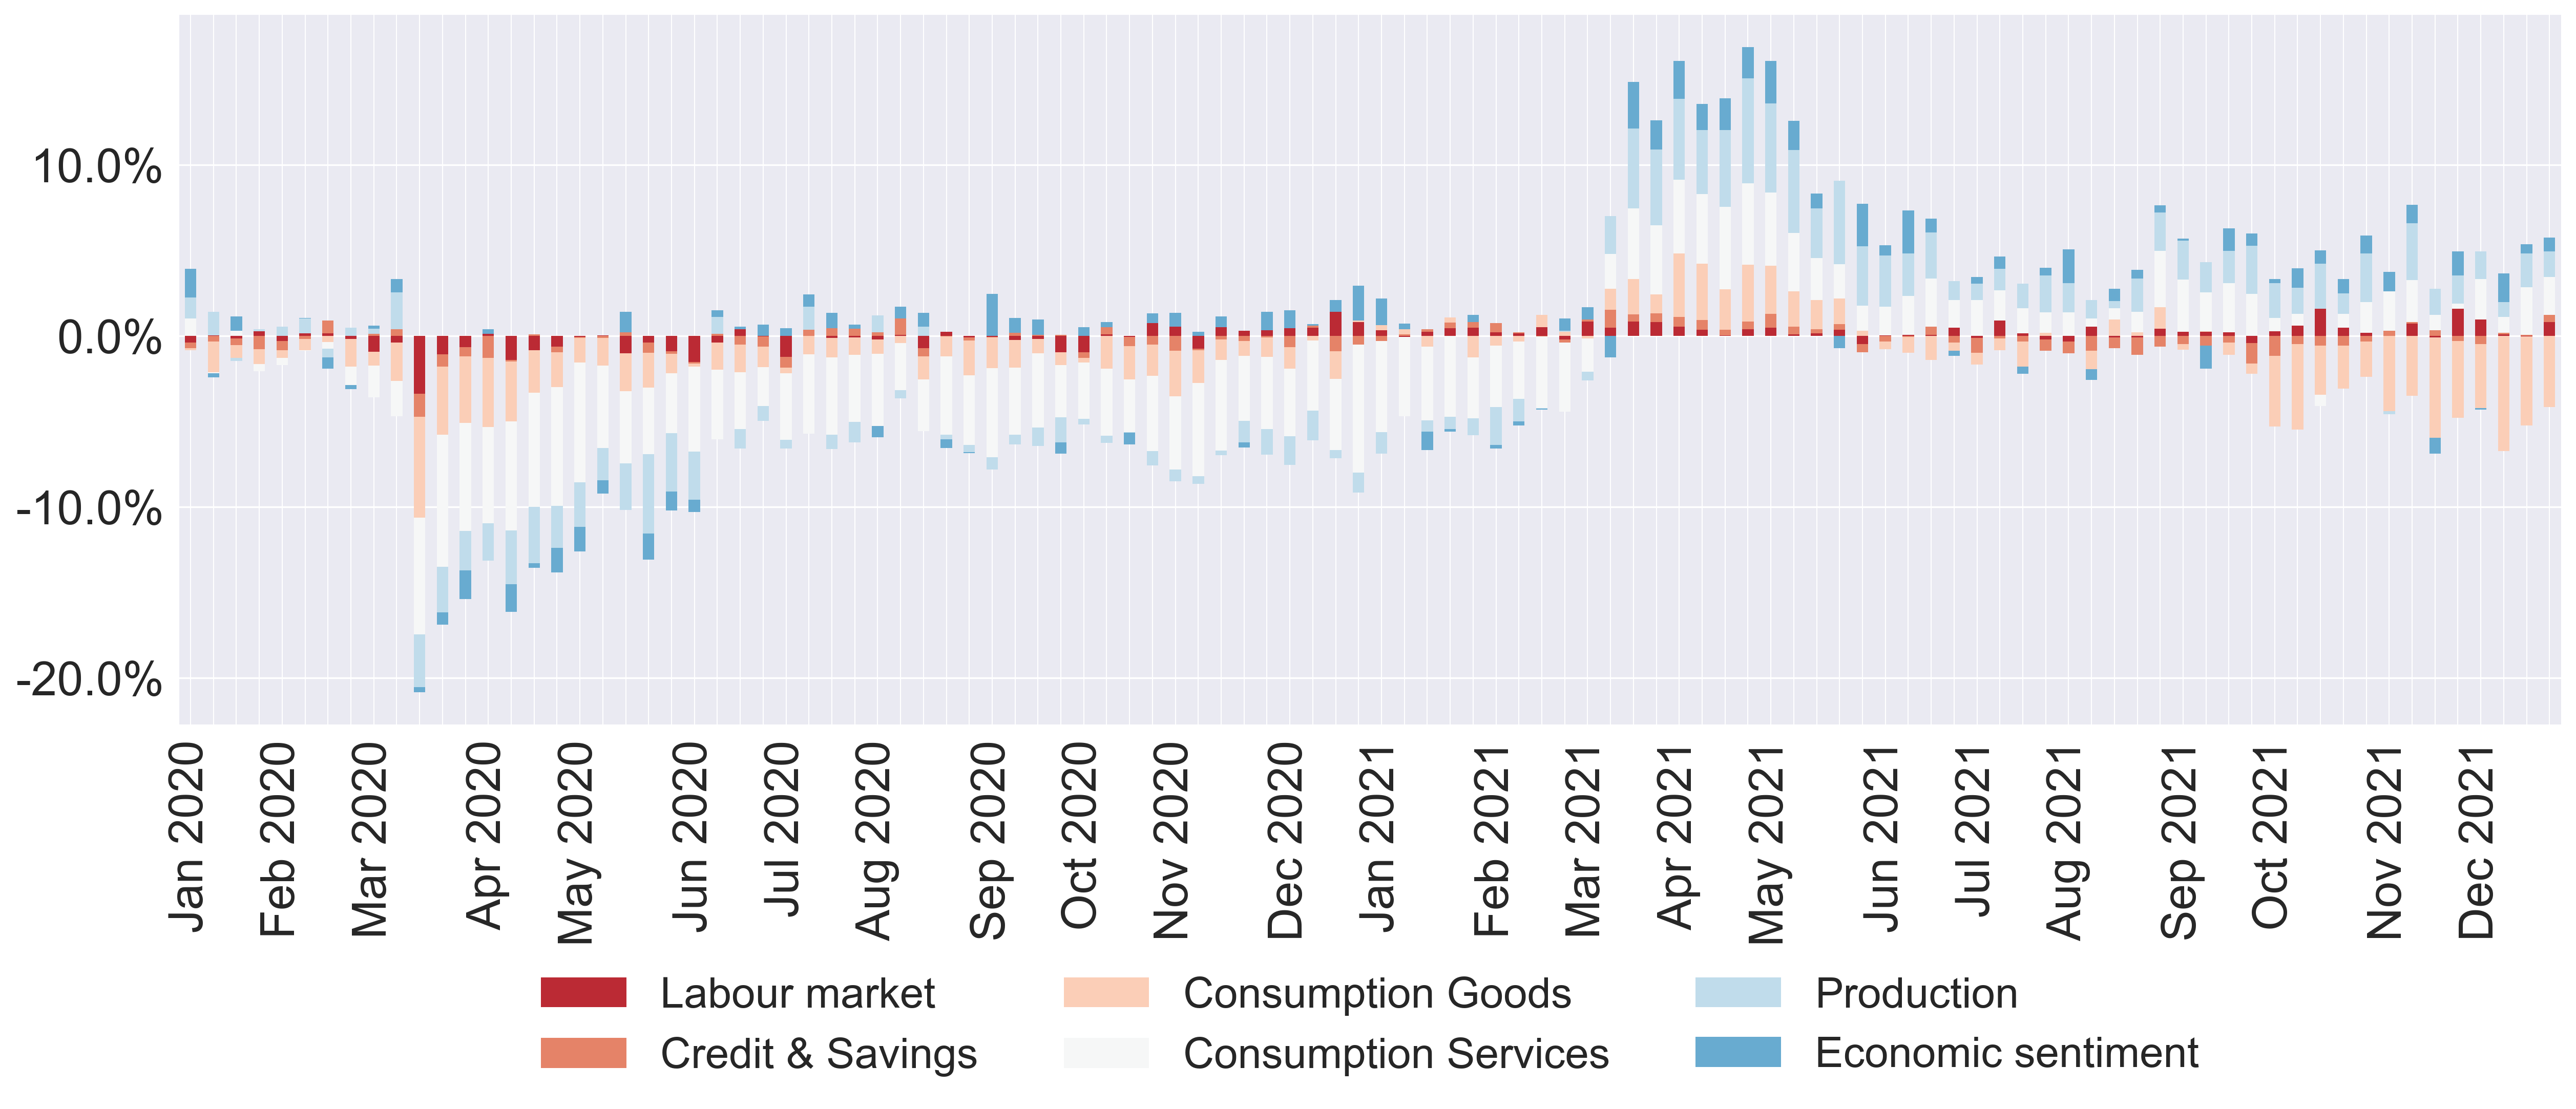 10.0%
0.0%
-10.0%
-20.0%
Jan 2020
Feb 2020
Mar 2020
Apr 2020
May 2020
Jun 2020
Jul 2020
Aug 2020
Sep 2020
Oct 2020
Nov 2020
Dec 2020
Jan 2021
Feb 2021
Mar 2021
Apr 2021
May 2021
Jun 2021
Jul 2021
Aug 2021
Sep 2021
Oct 2021
Nov 2021
Dec 2021
Labour market
Credit & Savings
Consumption Goods
Consumption Services
Production
Economic sentiment